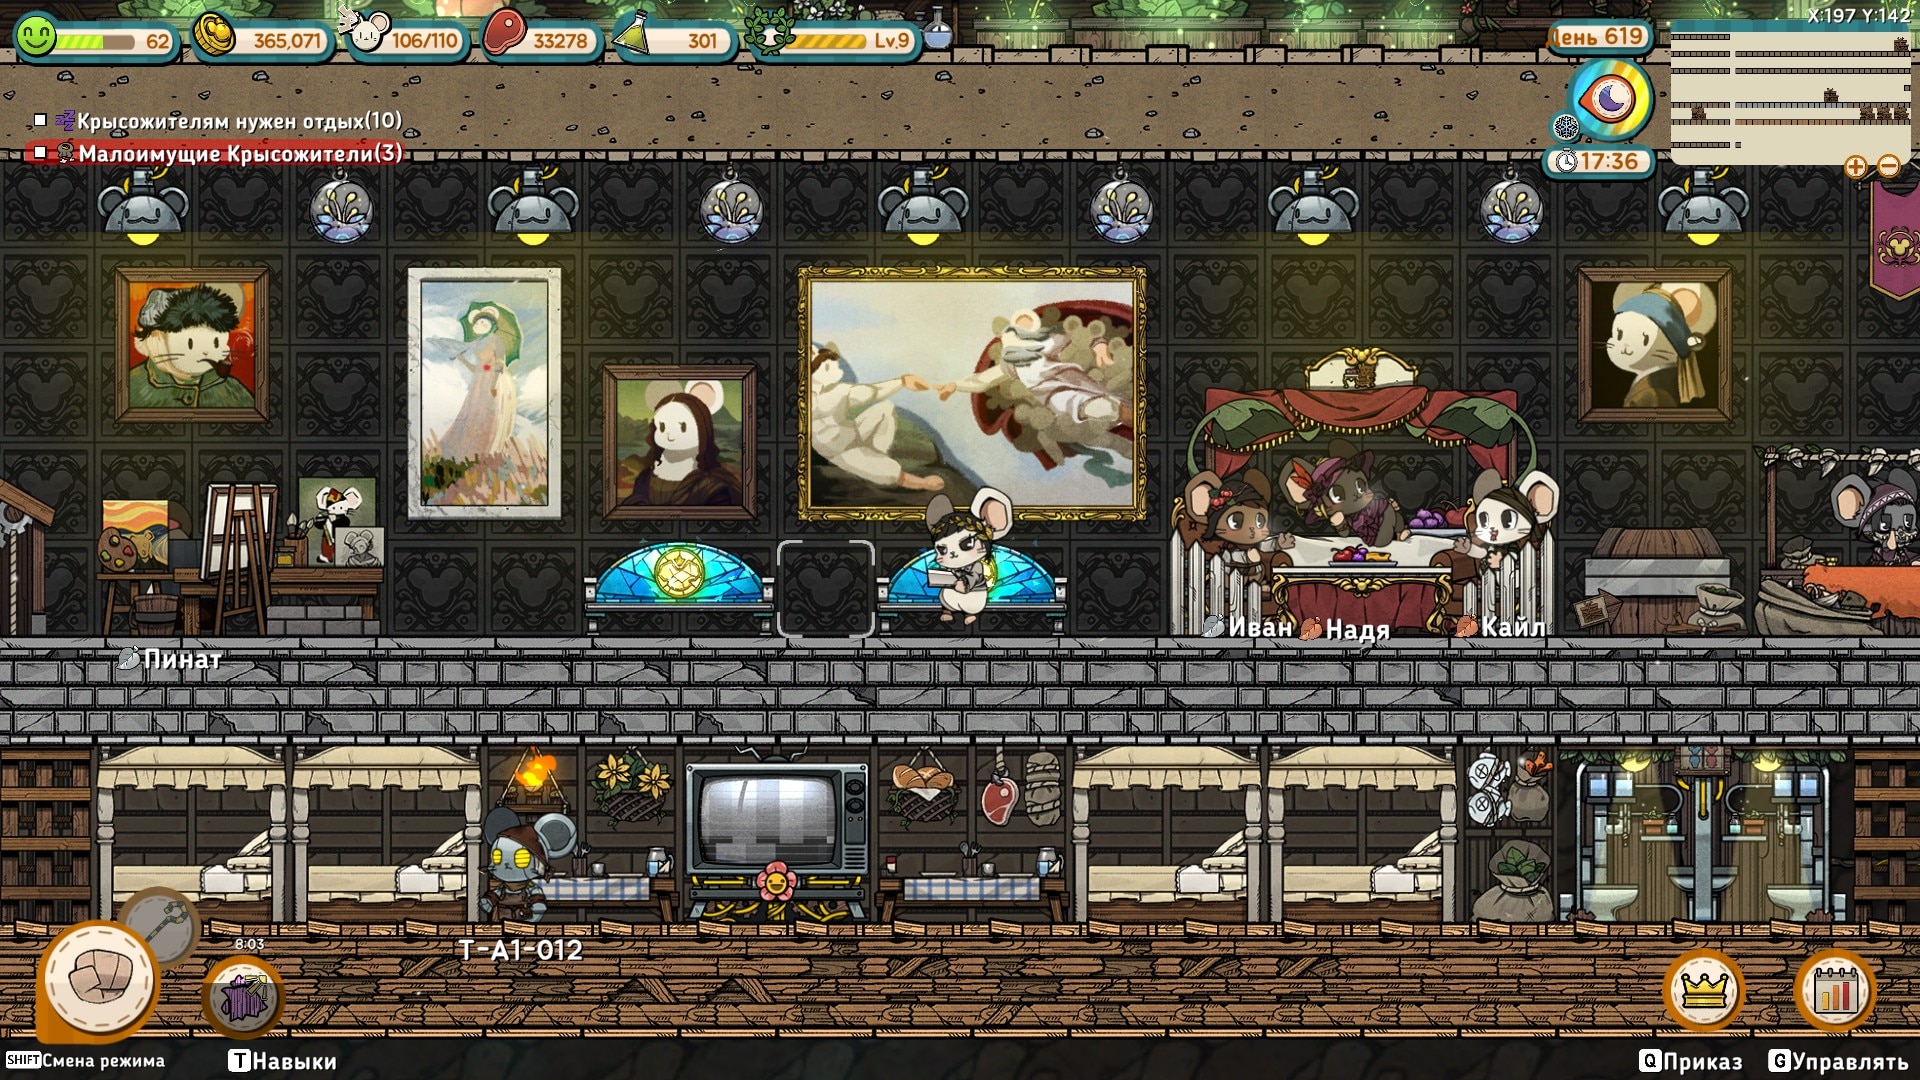 62
365,071
106/110
33278
301
Lv.9
День 619
X:197 Y:142
Крысожителям нужен отдых(10)
Малоимущие Крысожители(3)
17:36
Иван
Надя
Кайл
Пинат
T-A1-012
8:03
SHIFT Смена режима
T Навыки
Q Приказ
G Управлять